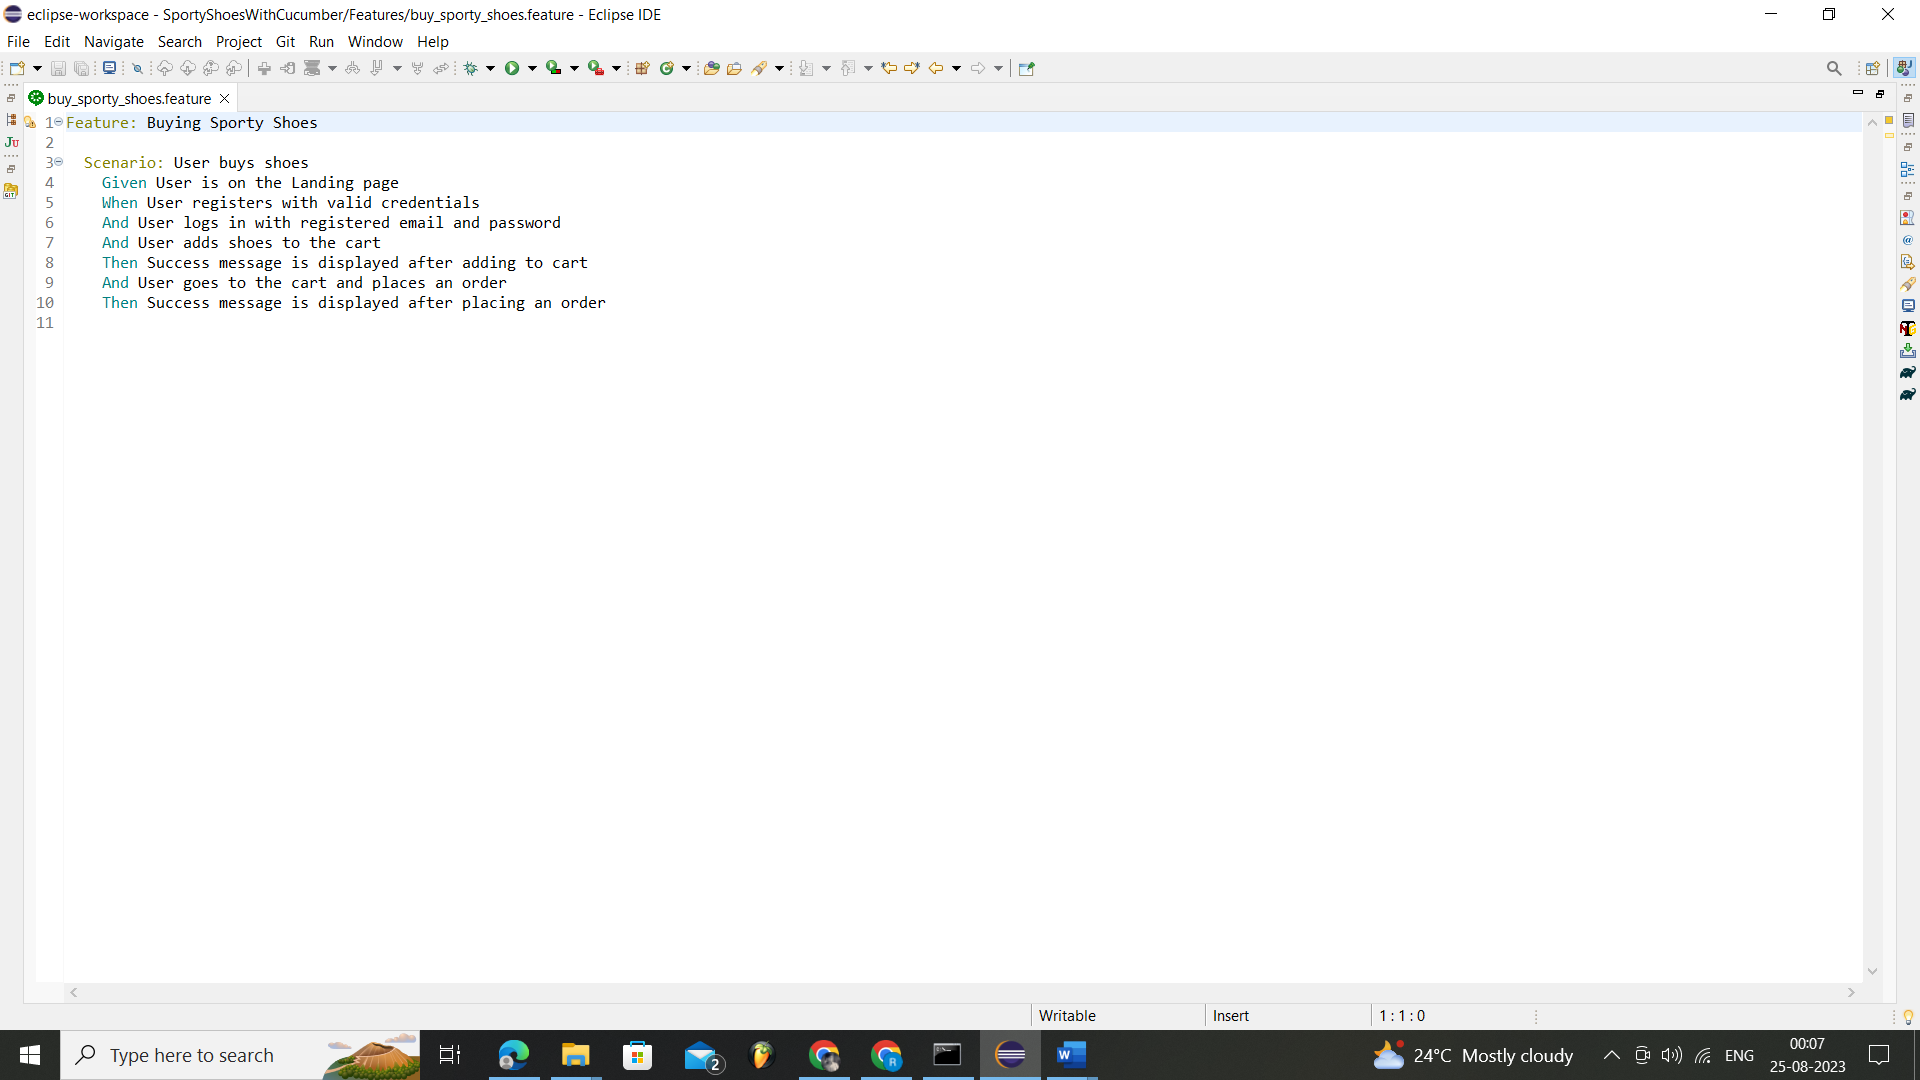 eclipse-workspace - SportyShoesWithCucumber/Features/buy_sporty_shoes.feature - Eclipse IDE
File Edit Navigate Search Project Git Run Window Help
buy_sporty_shoes.feature
1 Feature: Buying Sporty Shoes
2
3 Scenario: User buys shoes
4 Given User is on the Landing page
5 When User registers with valid credentials
6 And User logs in with registered email and password
7 And User adds shoes to the cart
8 Then Success message is displayed after adding to cart
9 And User goes to the cart and places an order
10 Then Success message is displayed after placing an order
11
Ju
GIT
Writable Insert 1 : 1 : 0
Type here to search 2 R W 24°C Mostly cloudy ENG 00:07
25-08-2023